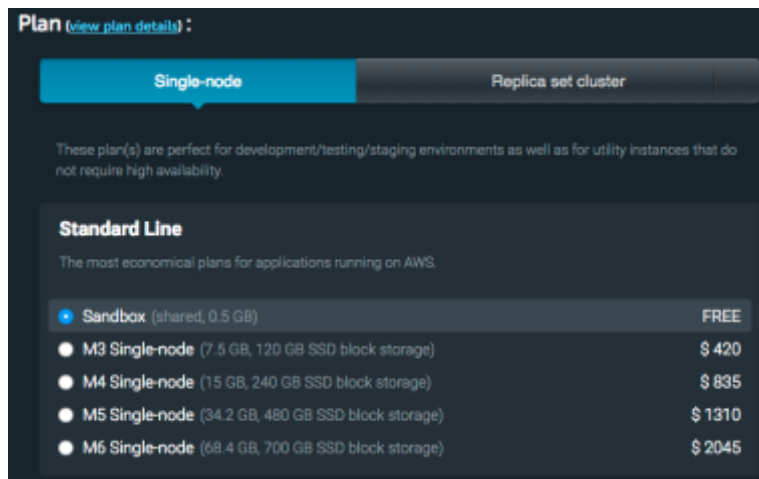 Plan (view plan details) :
Single-node
Replica set cluster
These plan(s) are perfect for development/testing/staging environments as well as for utility instances that do
not require high availability.
Standard Line
The most economical plans for applications running on AWS.
Sandbox (shared, 0.5 GB) FREE
M3 Single-node (7.5 GB, 120 GB SSD block storage) $ 420
M4 Single-node (15 GB, 240 GB SSD block storage) $ 835
M5 Single-node (34.2 GB, 480 GB SSD block storage) $ 1310
M6 Single-node (68.4 GB, 700 GB SSD block storage) $ 2045